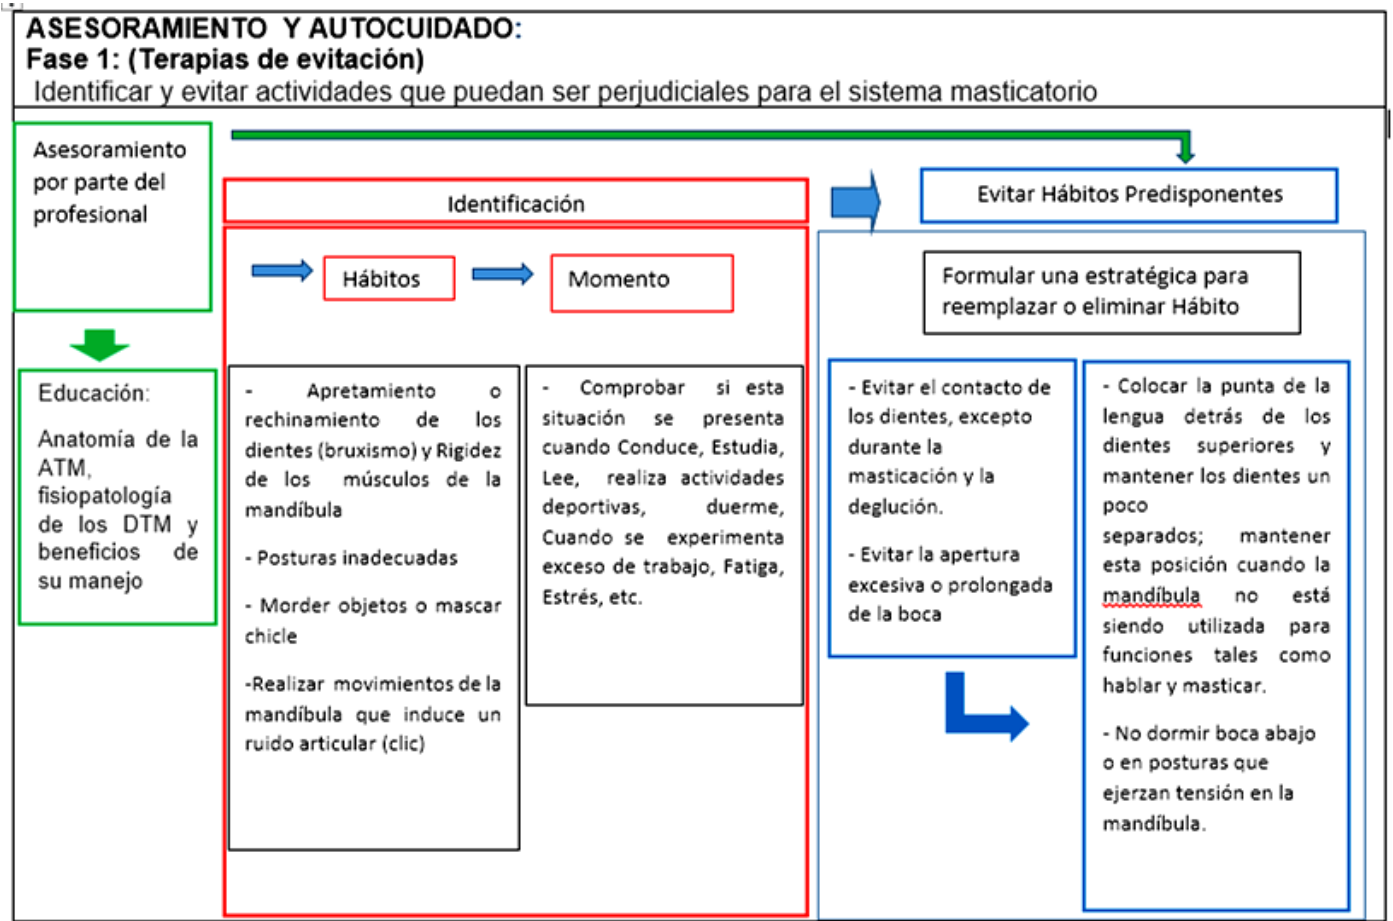 ASESORAMIENTO Y AUTOCUIDADO:
Fase 1: (Terapias de evitación)
Identificar y evitar actividades que puedan ser perjudiciales para el sistema masticatorio
Asesoramiento
por parte del
profesional
Educación:
Anatomía de la
ATM,
fisiopatología
de los DTM y
beneficios de
su manejo
Identificación
Hábitos
Momento
- Apretamiento o
rechinamiento de los
dientes (bruxismo) y Rigidez
de los músculos de la
mandíbula
- Posturas inadecuadas
- Morder objetos o mascar
chicle
-Realizar movimientos de la
mandíbula que induce un
ruido articular (clic)
- Comprobar si esta
situación se presenta
cuando Conduce, Estudia,
Lee, realiza actividades
deportivas, duerme,
Cuando se experimenta
exceso de trabajo, Fatiga,
Estrés, etc.
Evitar Hábitos Predisponentes
Formular una estratégica para
reemplazar o eliminar Hábito
- Evitar el contacto de
los dientes, excepto
durante la
masticación y la
deglución.
- Evitar la apertura
excesiva o prolongada
de la boca
- Colocar la punta de la
lengua detrás de los
dientes superiores y
mantener los dientes un
poco
separados; mantener
esta posición cuando la
mandíbula no está
siendo utilizada para
funciones tales como
hablar y masticar.
- No dormir boca abajo
o en posturas que
ejerzan tensión en la
mandíbula.